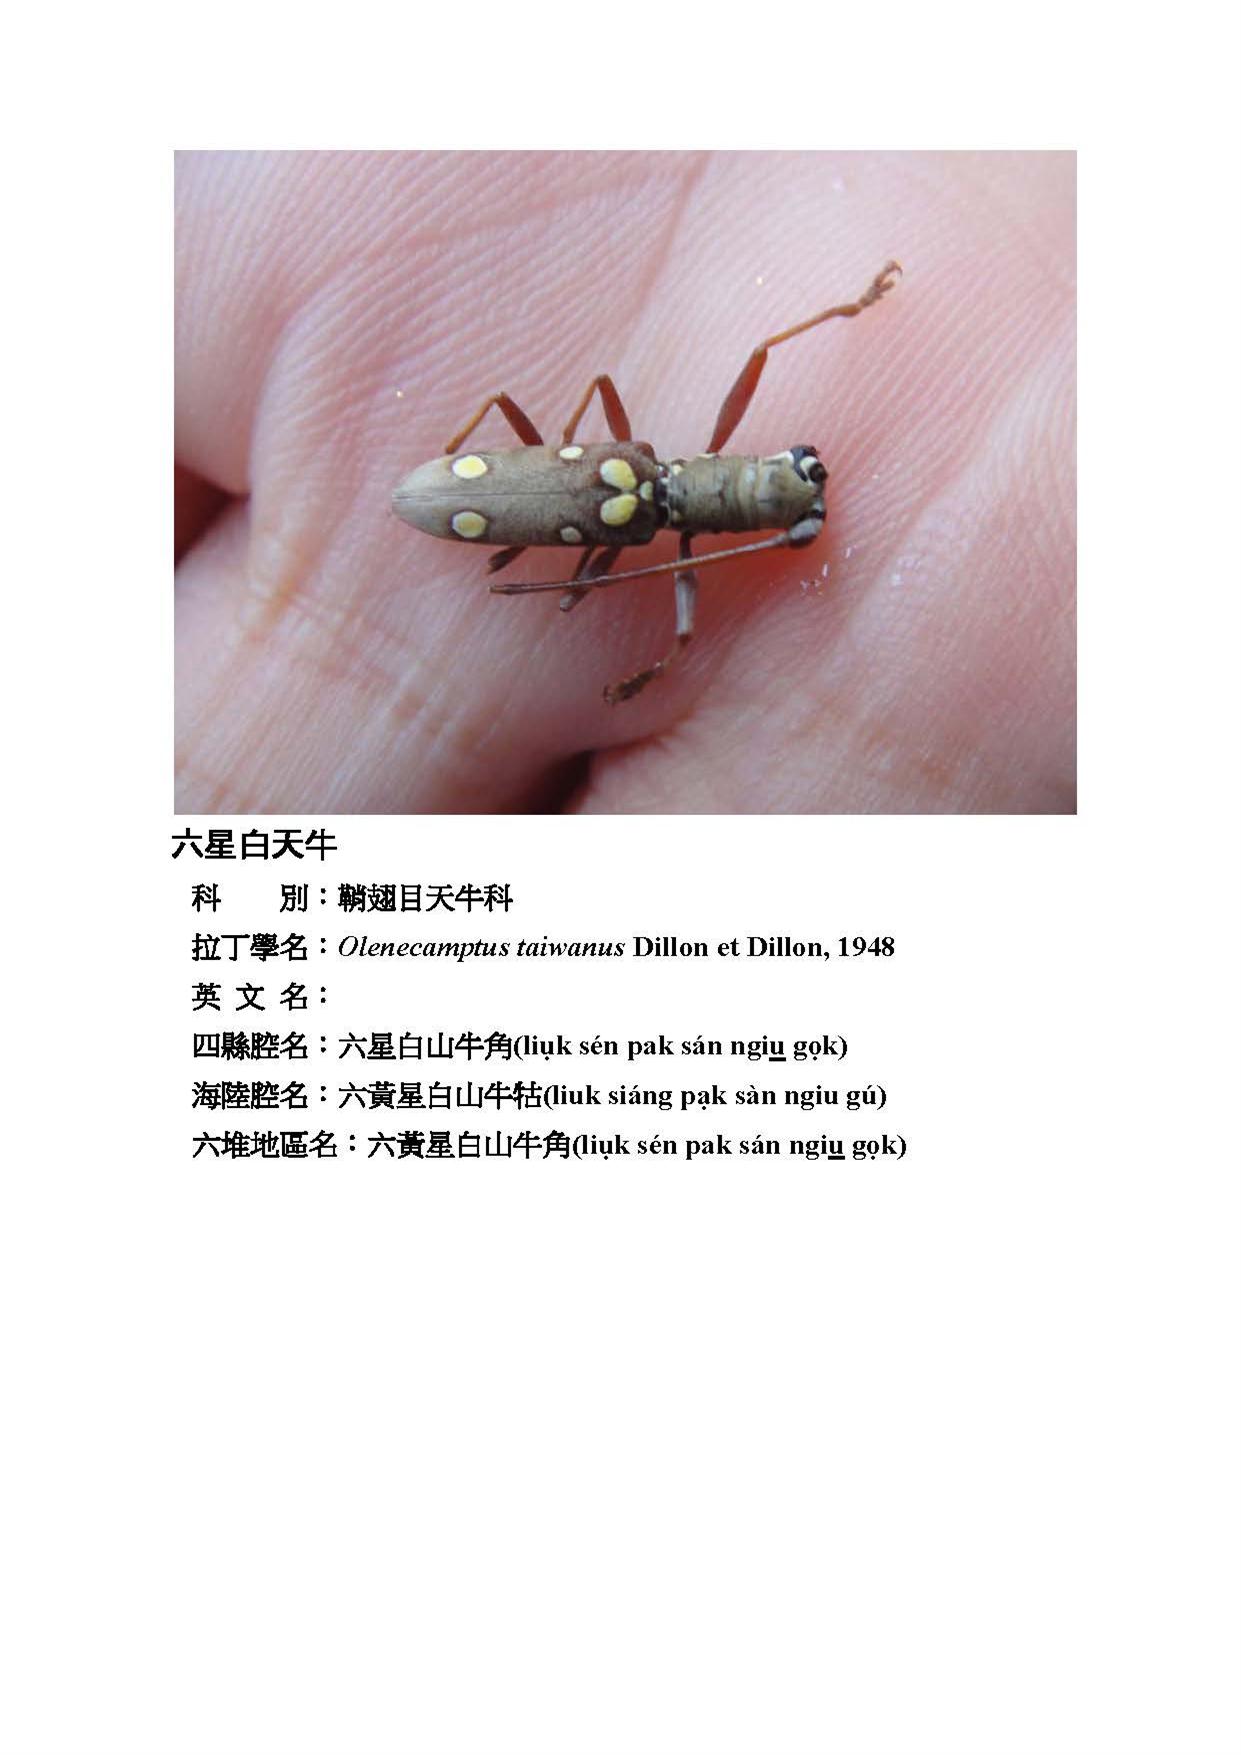 六星白天牛
科　　別：鞘翅目天牛科
拉丁學名：Olenecamptus taiwanus Dillon et Dillon, 1948
英 文 名：
四縣腔名：六星白山牛角(liụk sén pak sán ngiu̲ gọk)
海陸腔名：六黃星白山牛牯(liuk siáng pạk sàn ngiu gú)
六堆地區名：六黃星白山牛角(liụk sén pak sán ngiu̲ gọk)